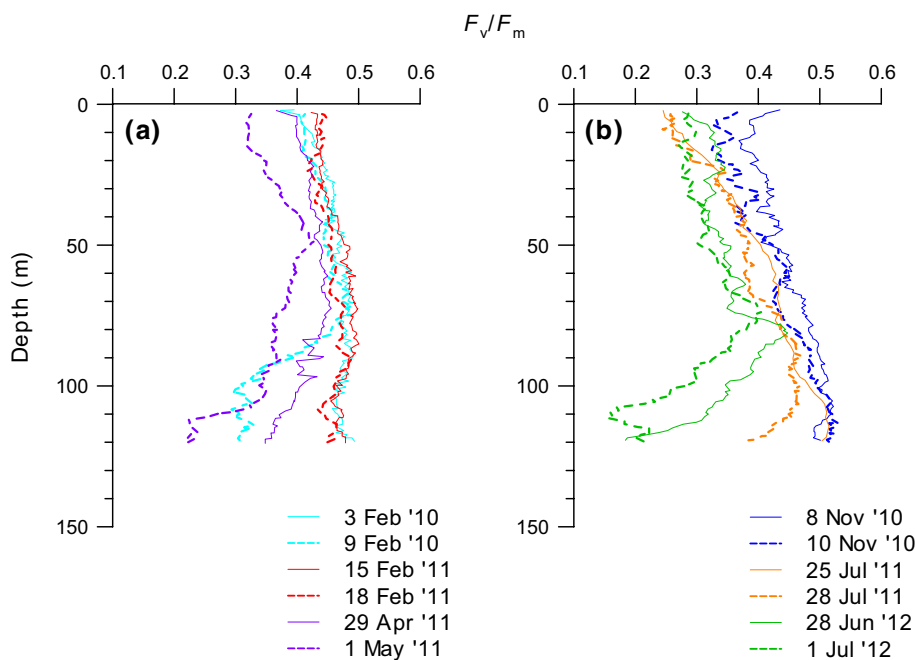 Fv/Fm
0.1 0.2 0.3 0.4 0.5 0.6
0.1 0.2 0.3 0.4 0.5 0.6
0
50
100
150
0
50
100
150
Depth (m)
(a)
(b)
3 Feb '10
9 Feb '10
15 Feb '11
18 Feb '11
29 Apr '11
1 May '11
8 Nov '10
10 Nov '10
25 Jul '11
28 Jul '11
28 Jun '12
1 Jul '12